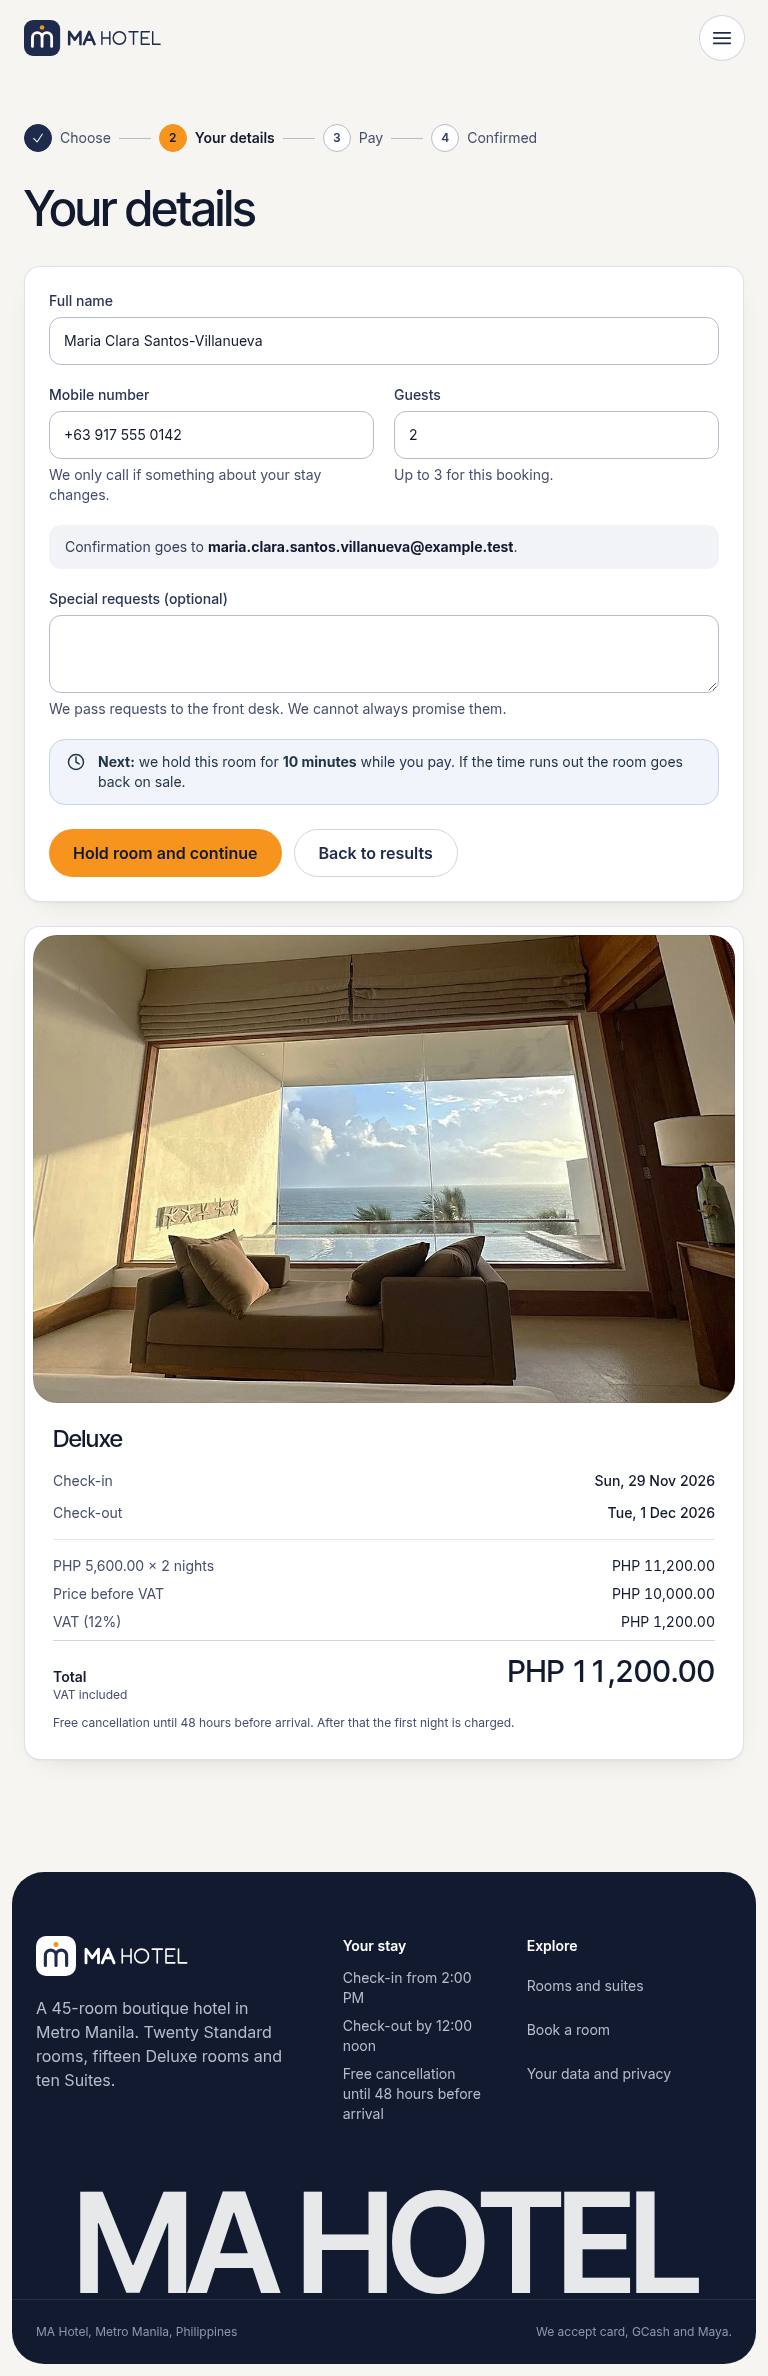 MA HOTEL
Choose
2 Your details
3 Pay
4 Confirmed
Your details
Full name
Maria Clara Santos-Villanueva
Mobile number
+63 917 555 0142
We only call if something about your stay
changes.
Guests
2
Up to 3 for this booking.
Confirmation goes to maria.clara.santos.villanueva@example.test.
Special requests (optional)
We pass requests to the front desk. We cannot always promise them.
Next: we hold this room for 10 minutes while you pay. If the time runs out the room goes
back on sale.
Hold room and continue
Back to results
Deluxe
Check-in Sun, 29 Nov 2026
Check-out Tue, 1 Dec 2026
PHP 5,600.00 × 2 nights PHP 11,200.00
Price before VAT PHP 10,000.00
VAT (12%) PHP 1,200.00
Total PHP 11,200.00
VAT included
Free cancellation until 48 hours before arrival. After that the first night is charged.
MA HOTEL
A 45-room boutique hotel in
Metro Manila. Twenty Standard
rooms, fifteen Deluxe rooms and
ten Suites.
Your stay
Check-in from 2:00
PM
Check-out by 12:00
noon
Free cancellation
until 48 hours before
arrival
Explore
Rooms and suites
Book a room
Your data and privacy
MA HOTEL
MA Hotel, Metro Manila, Philippines
We accept card, GCash and Maya.